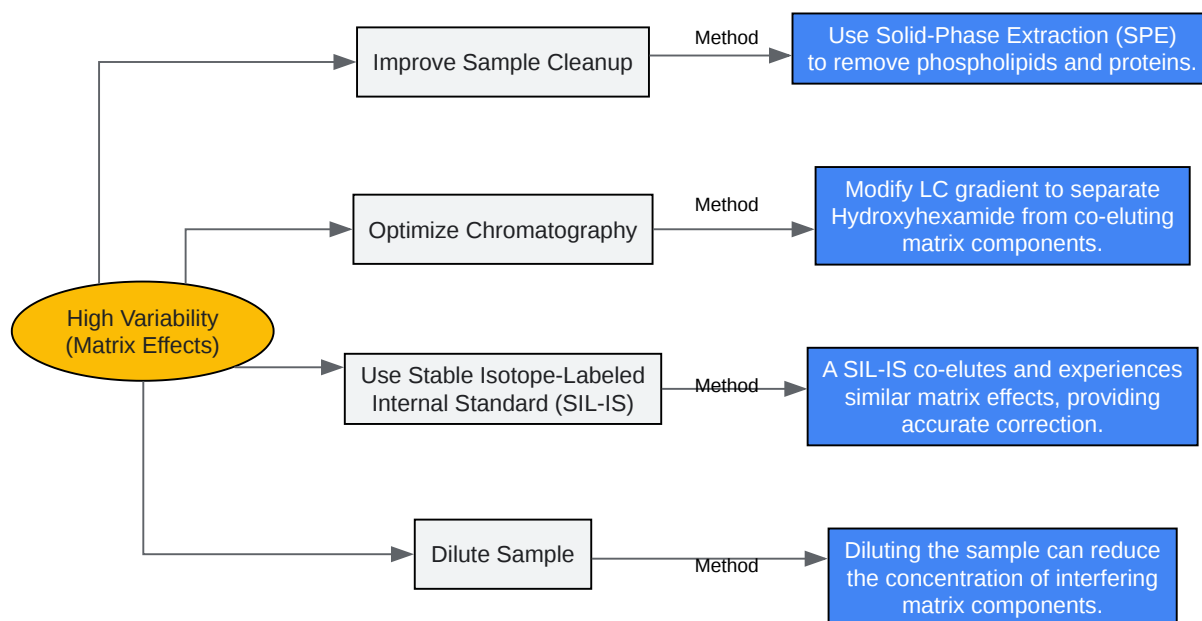 Improve Sample Cleanup
Method
Use Solid-Phase Extraction (SPE)
to remove phospholipids and proteins.
Optimize Chromatography
Method
Modify LC gradient to separate
Hydroxyhexamide from co-eluting
matrix components.
High Variability
(Matrix Effects)
Use Stable Isotope-Labeled
Internal Standard (SIL-IS)
Method
A SIL-IS co-elutes and experiences
similar matrix effects, providing
accurate correction.
Dilute Sample
Method
Diluting the sample can reduce
the concentration of interfering
matrix components.